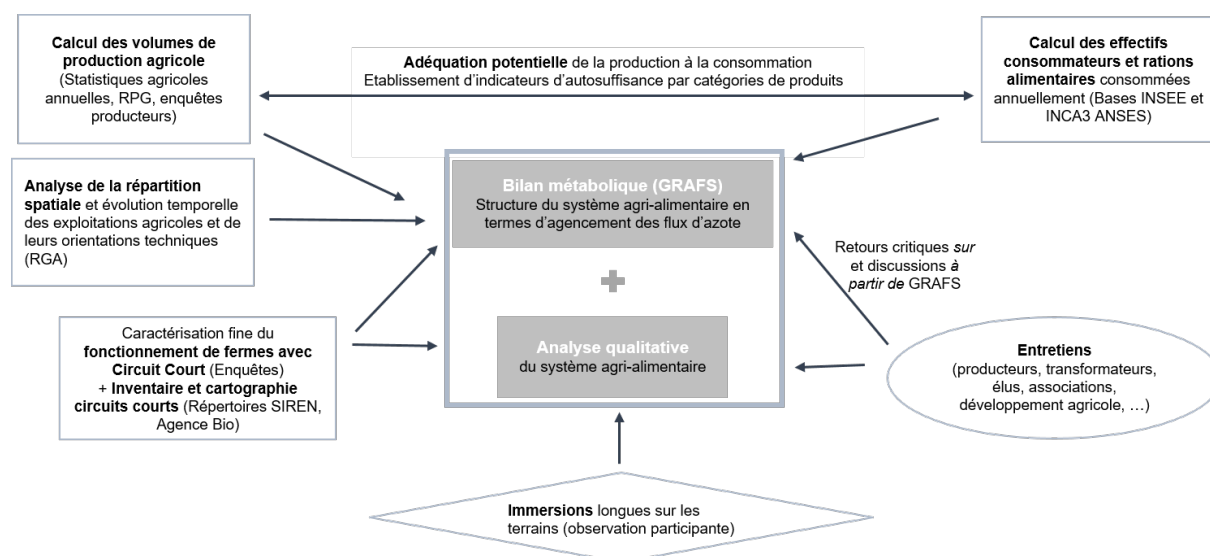 Calcul des volumes de
production agricole
(Statistiques agricoles
annuelles, RPG, enquêtes
producteurs)
Adéquation potentielle de la production à la consommation
Etablissement d'indicateurs d'autosuffisance par catégories de produits
Calcul des effectifs
consommateurs et rations
alimentaires consommées
annuellement (Bases INSEE et
INCA3 ANSES)
Analyse de la répartition
spatiale et évolution temporelle
des exploitations agricoles et de
leurs orientations techniques
(RGA)
Bilan métabolique (GRAFS)
Structure du système agri-alimentaire en
termes d'agencement des flux d'azote
Retours critiques sur
et discussions à
partir de GRAFS
Caractérisation fine du
fonctionnement de fermes avec
Circuit Court (Enquêtes)
+ Inventaire et cartographie
circuits courts (Répertoires SIREN,
Agence Bio)
Analyse qualitative
du système agri-alimentaire
Entretiens
(producteurs, transformateurs,
élus, associations,
développement agricole, …)
Immersions longues sur les
terrains (observation participante)